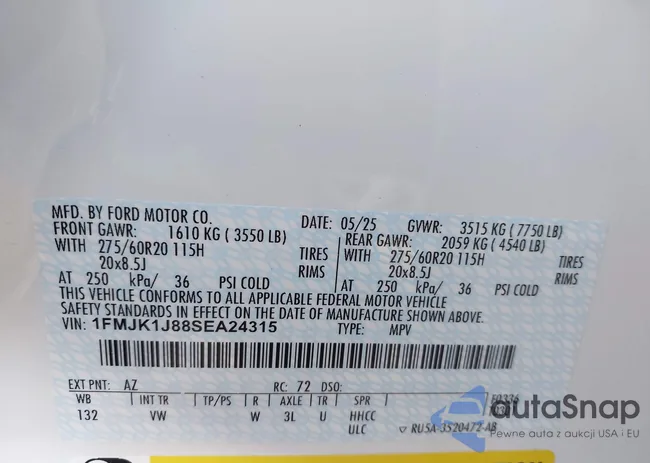 MFD. BY FORD MOTOR CO.
DATE: 05/25 GVWR: 3515 KG ( 7750 LB)
FRONT GAWR: 1610 KG ( 3550 LB)
REAR GAWR: 2059 KG ( 4540 LB)
WITH 275/60R20 115H TIRES
WITH 275/60R20 115H TIRES
20x8.5J RIMS
20x8.5J RIMS
AT 250 kPa/ 36 PSI COLD
AT 250 kPa/ 36 PSI COLD
THIS VEHICLE CONFORMS TO ALL APPLICABLE FEDERAL MOTOR VEHICLE
SAFETY STANDARDS IN EFFECT ON THE DATE OF MANUFACTURE SHOWN ABOVE.
VIN: 1FMJK1J88SEA24315 TYPE: MPV
EXT PNT: AZ RC: 72 DSO:
WB INT TR TP/PS R AXLE TR SPR
132 VW W 3L U HHCC
ULC RUSA-3520472-AB
autaSnap
Pewne auta z aukcji USA i EU